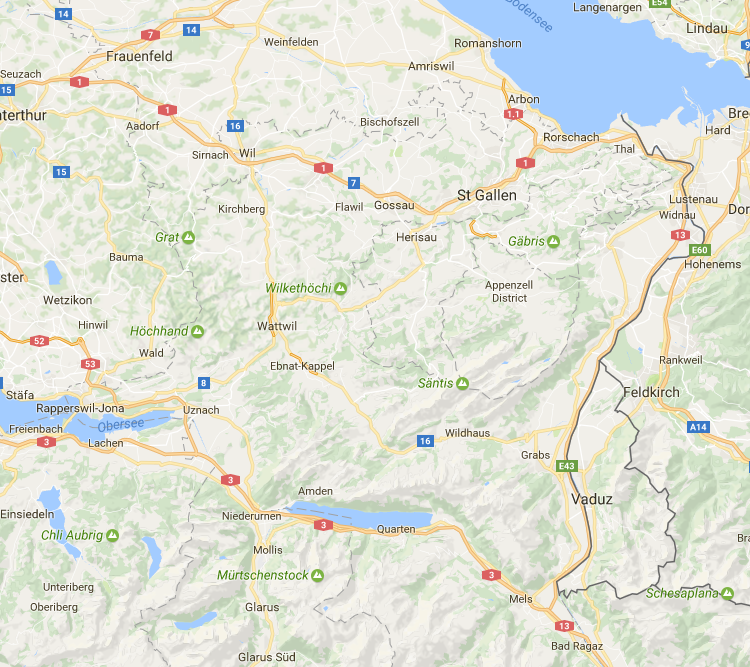 Bodensee
Langenargen
E54
14
Lindau
7
14
Weinfelden
Romanshorn
9
Frauenfeld
Amriswil
Seuzach
1
15
Arbon
1
1.1
nterthur
Bre
Aadorf
16
Bischofszell
Hard
Rorschach
Thal
Sirnach
Wil
1
1
15
7
St Gallen
Lustenau
Kirchberg
Flawil
Gossau
Widnau
Dor
Grat
Herisau
Gäbris
13
E60
Bauma
Hohenems
ster
Wilkethöchi
Appenzell
District
Wetzikon
Hinwil
Höchhand
Wattwil
52
Wald
53
Ebnat-Kappel
Rankweil
8
Säntis
Stäfa
Feldkirch
Rapperswil-Jona
Uznach
Obersee
Freienbach
A14
3
Lachen
16
Wildhaus
Grabs
E43
3
Amden
Vaduz
Einsiedeln
Niederurnen
3
Quarten
Chli Aubrig
Bra
Mollis
Mürtschenstock
3
Unteriberg
Schesaplana
Oberiberg
Glarus
Mels
13
Bad Ragaz
Glarus Süd